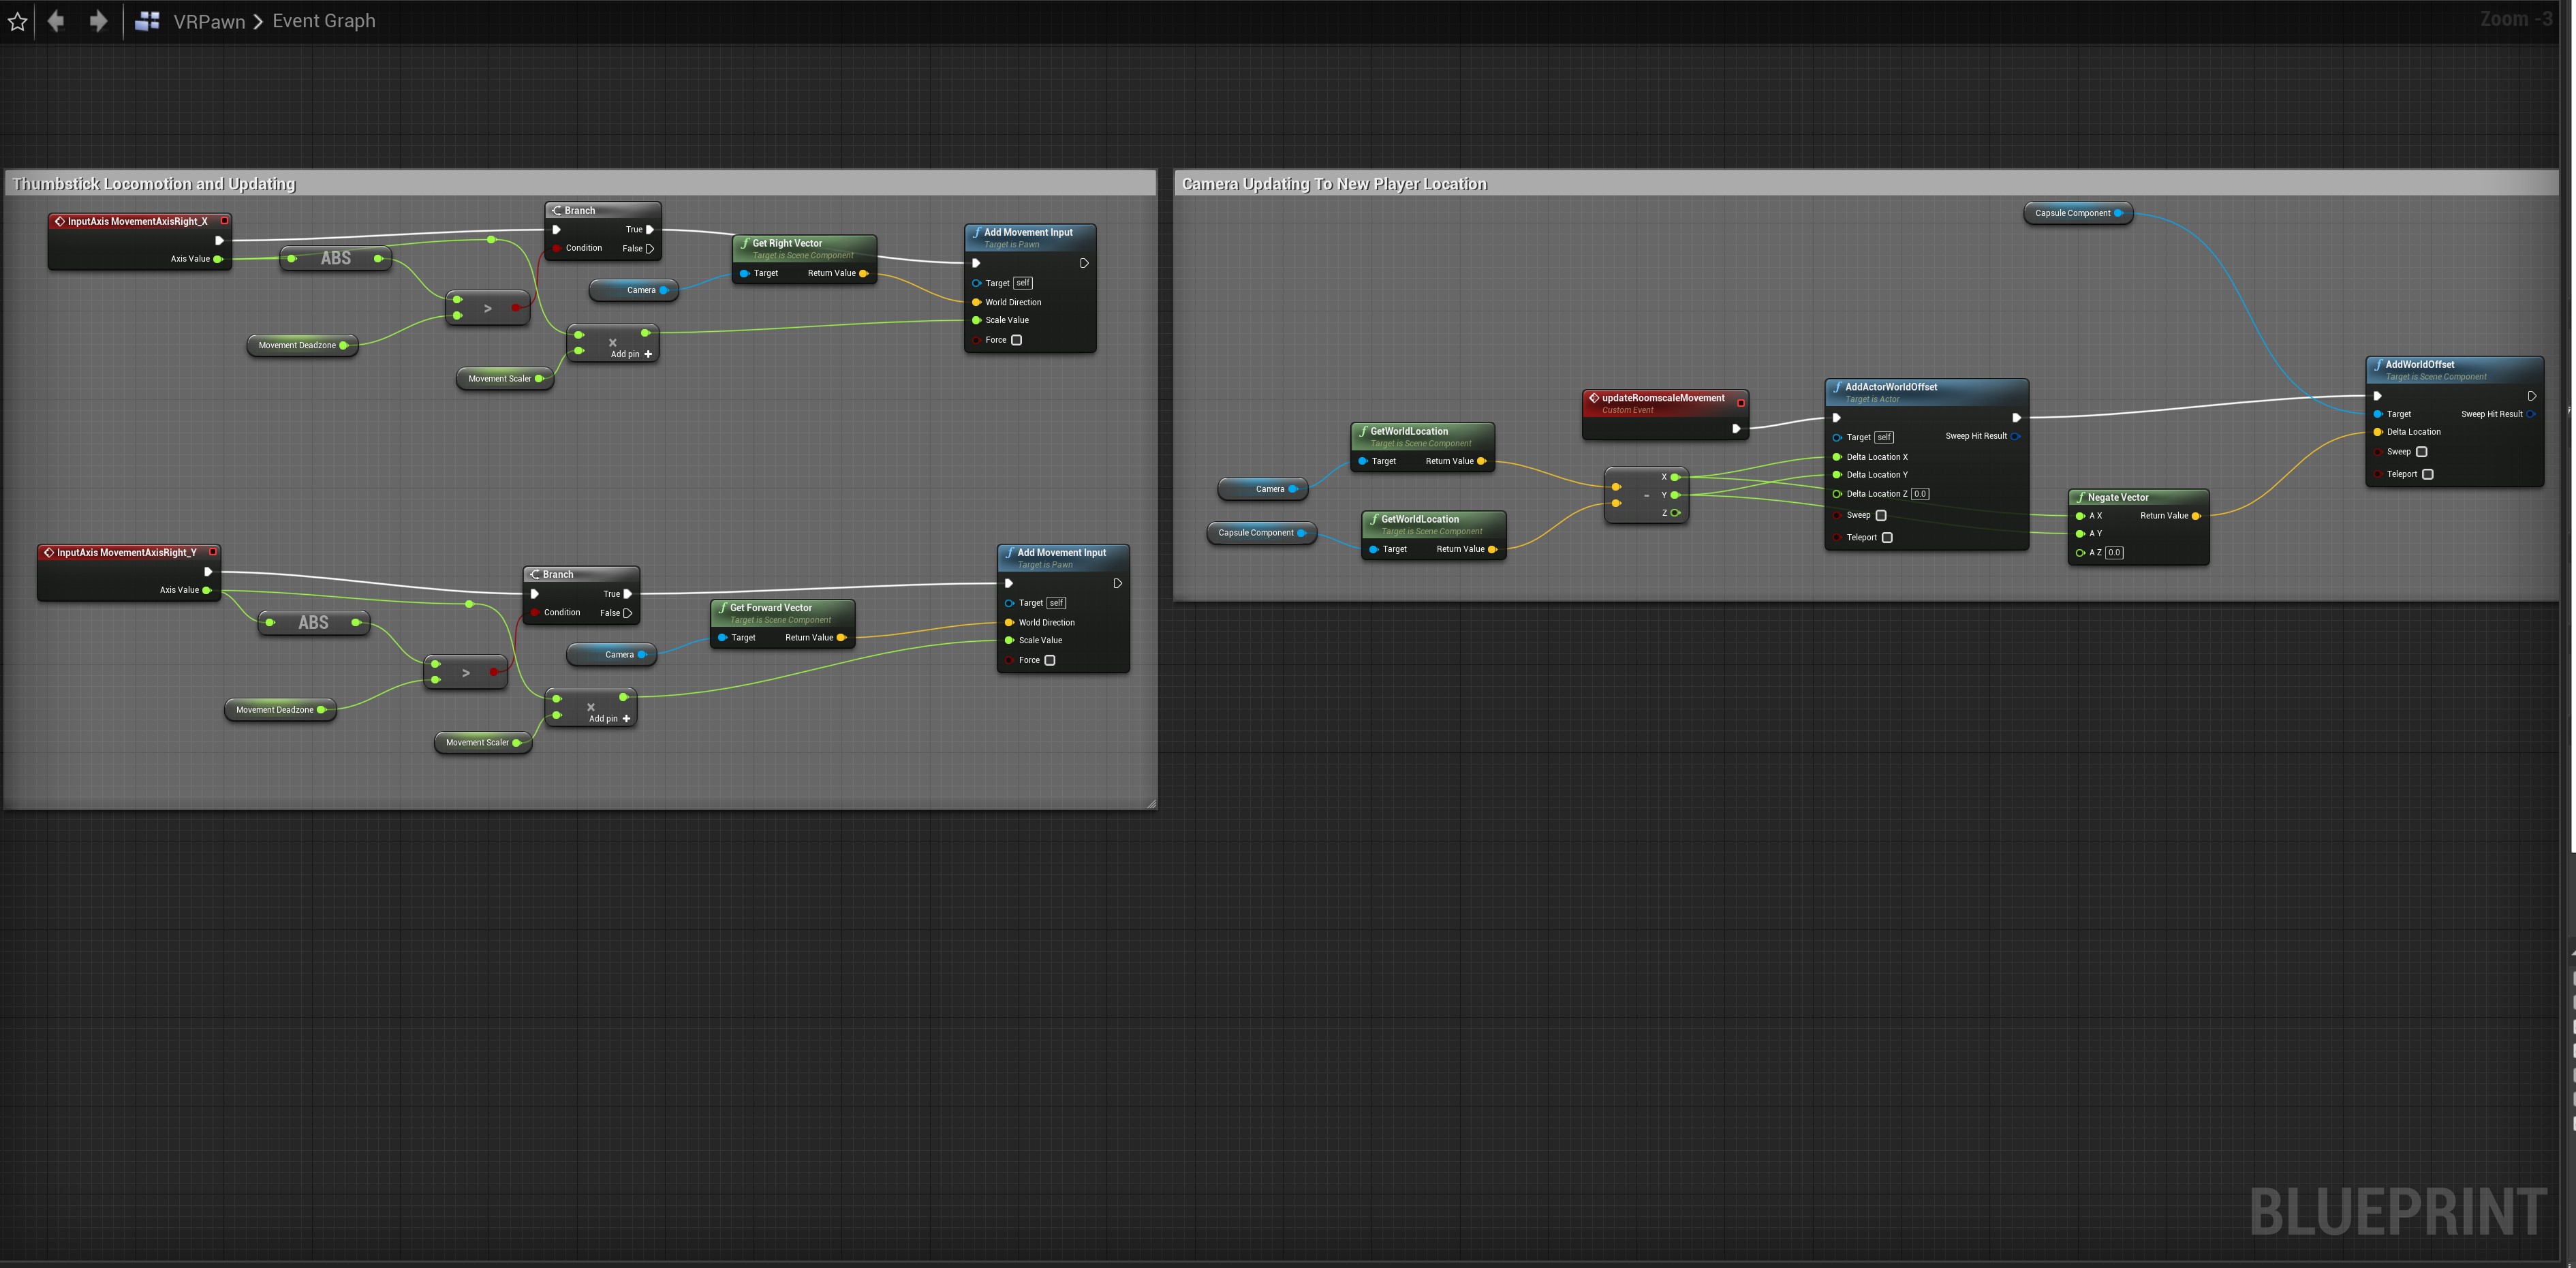 VRPawn > Event Graph
Zoom -3
Thumbstick Locomotion and Updating
InputAxis MovementAxisRight_X
Axis Value
ABS
Movement Deadzone
>
Movement Scaler
Branch
True
Condition
False
Camera
×
Add pin +
Get Right Vector
Target is Scene Component
Target
Return Value
Add Movement Input
Target is Pawn
Target self
World Direction
Scale Value
Force
InputAxis MovementAxisRight_Y
Axis Value
ABS
Movement Deadzone
>
Movement Scaler
Branch
True
Condition
False
Camera
×
Add pin +
Get Forward Vector
Target is Scene Component
Target
Return Value
Add Movement Input
Target is Pawn
Target self
World Direction
Scale Value
Force
Camera Updating To New Player Location
Capsule Component
Camera
Capsule Component
GetWorldLocation
Target is Scene Component
Target
Return Value
GetWorldLocation
Target is Scene Component
Target
Return Value
updateRoomscaleMovement
Custom Event
-
X
Y
Z
AddActorWorldOffset
Target is Actor
Target self
Sweep Hit Result
Delta Location X
Delta Location Y
Delta Location Z 0.0
Sweep
Teleport
Negate Vector
A X
Return Value
A Y
A Z 0.0
AddWorldOffset
Target is Scene Component
Target
Sweep Hit Result
Delta Location
Sweep
Teleport
BLUEPRINT